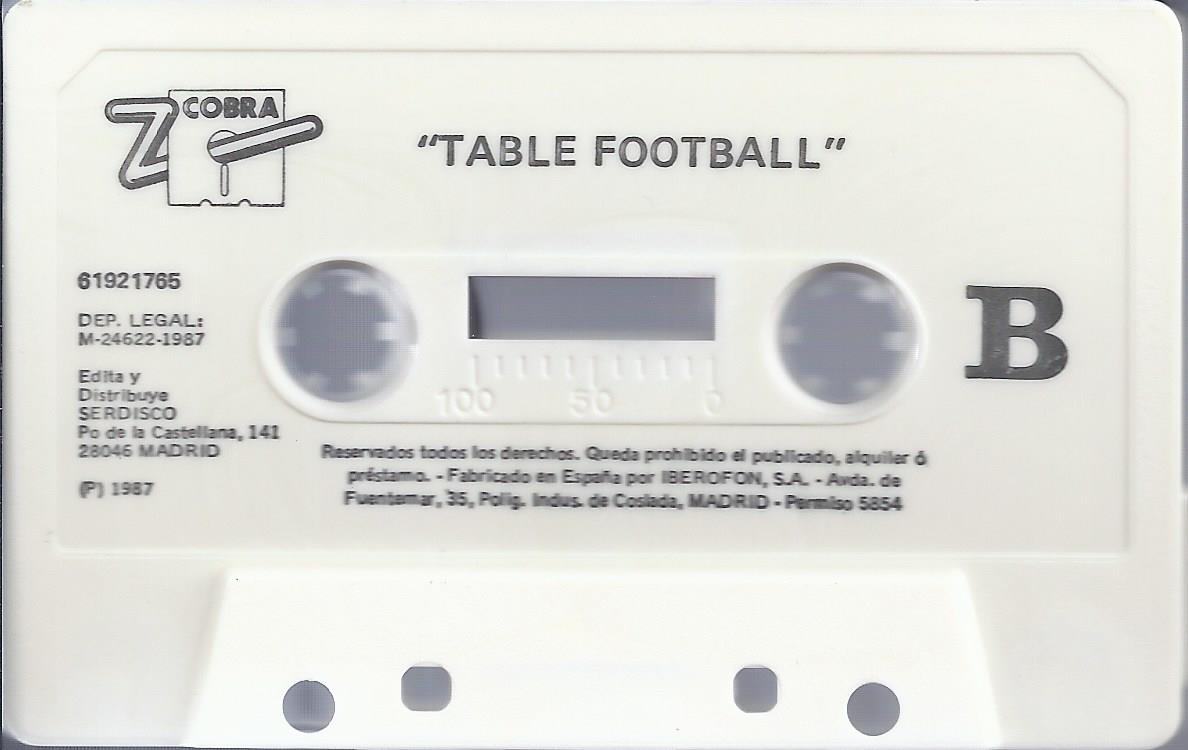 Z COBRA
"TABLE FOOTBALL"
61921765
DEP. LEGAL:
M-24622-1987
Edita y
Distribuye
SERDISCO
Po de la Castellana, 141
28046 MADRID
(P) 1987
B
100 50 0
Reservados todos los derechos. Queda prohibido el publicado, alquiler ó
préstamo. - Fabricado en España por IBEROFON, S.A. - Avda. de
Fuentemar, 35, Polig. Indus. de Coslada, MADRID - Permiso 5854